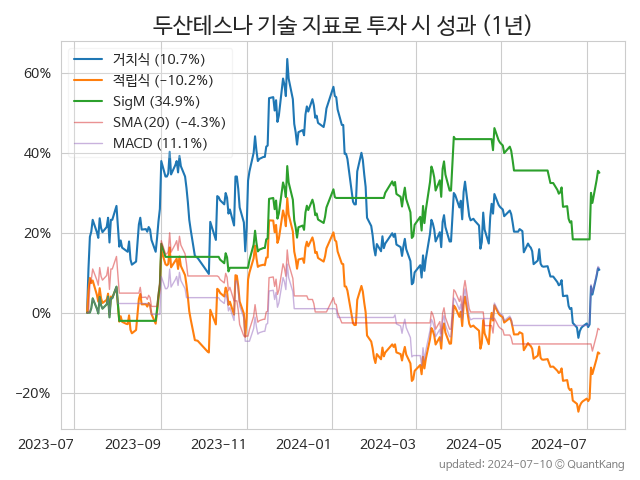 두산테스나 기술 지표로 투자 시 성과 (1년)
거치식 (10.7%)
적립식 (−10.2%)
SigM (34.9%)
SMA(20) (−4.3%)
MACD (11.1%)
60%
40%
20%
0%
−20%
2023-07 2023-09 2023-11 2024-01 2024-03 2024-05 2024-07
updated: 2024-07-10 © QuantKang